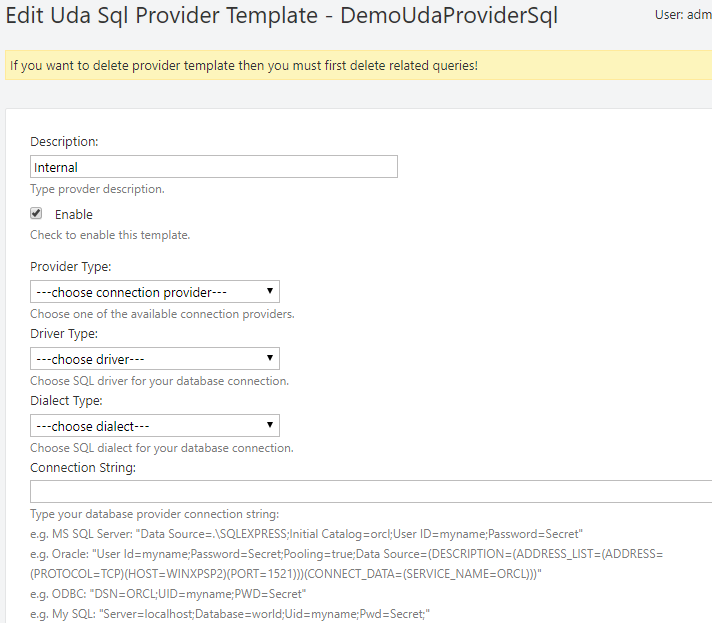 Edit Uda Sql Provider Template - DemoUdaProviderSql
User: adm
If you want to delete provider template then you must first delete related queries!
Description:
Internal
Type provder description.
Enable
Check to enable this template.
Provider Type:
---choose connection provider---
Choose one of the available connection providers.
Driver Type:
---choose driver---
Choose SQL driver for your database connection.
Dialect Type:
---choose dialect---
Choose SQL dialect for your database connection.
Connection String:
Type your database provider connection string:
e.g. MS SQL Server: "Data Source=.\SQLEXPRESS;Initial Catalog=orcl;User ID=myname;Password=Secret"
e.g. Oracle: "User Id=myname;Password=Secret;Pooling=true;Data Source=(DESCRIPTION=(ADDRESS_LIST=(ADDRESS=
(PROTOCOL=TCP)(HOST=WINXPSP2)(PORT=1521)))(CONNECT_DATA=(SERVICE_NAME=ORCL)))"
e.g. ODBC: "DSN=ORCL;UID=myname;PWD=Secret"
e.g. My SQL: "Server=localhost;Database=world;Uid=myname;Pwd=Secret;"